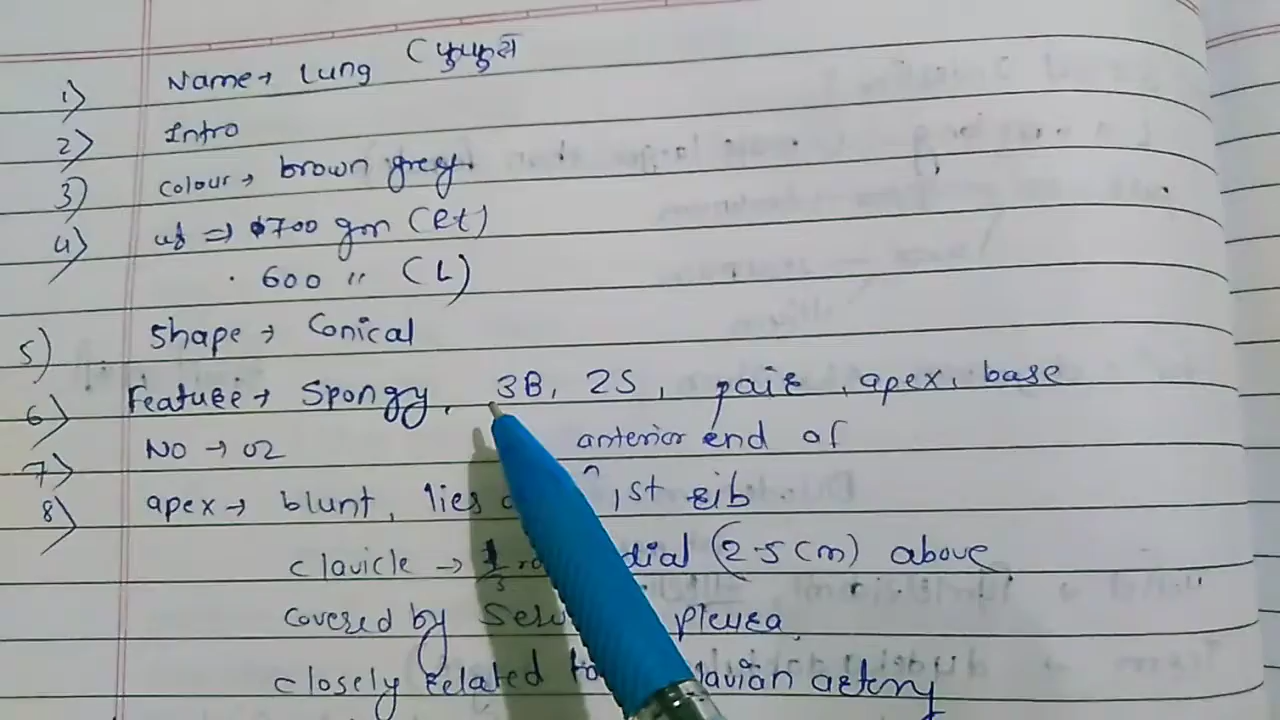 1) Name → Lung (फुफ्फुस
2) Intro
3) Colour → brown grey.
4) wt ⇒ 700 gm (Rt)
600 " (L)
5) Shape → Conical
6) Feature → Spongy, 3B, 2S, pair, apex, base
7) No → 02
anterior end of
8) apex → blunt, lies ^ 1st rib
clavicle → 1/3 (2.5 cm) above
covered by pleura
closely related to artery